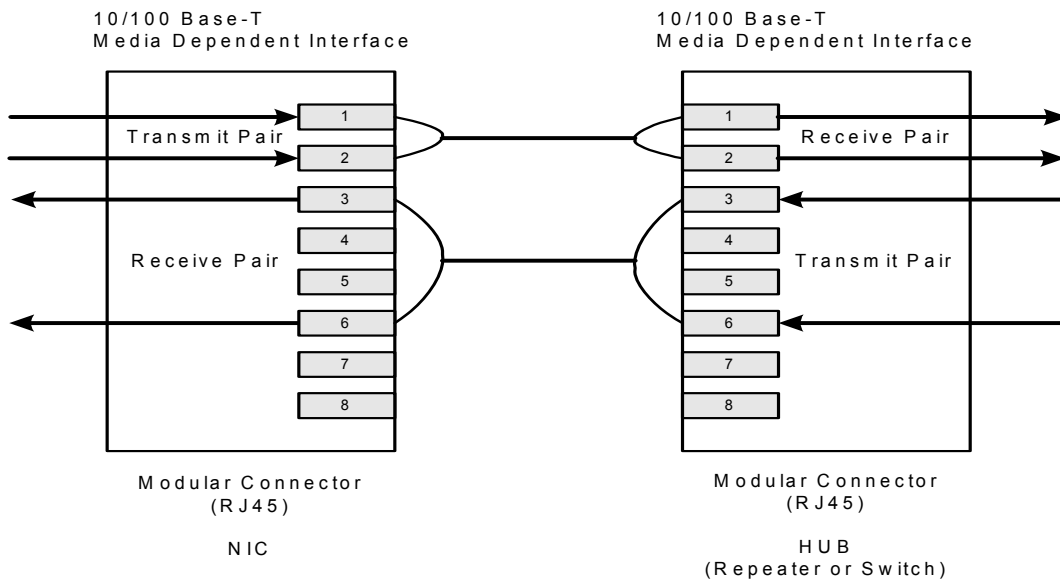 10/100 Base-T
Media Dependent Interface
10/100 Base-T
Media Dependent Interface
1
Transmit Pair
2
3
4
Receive Pair
5
6
7
8
1
Receive Pair
2
3
4
Transmit Pair
5
6
7
8
Modular Connector
(RJ45)
NIC
Modular Connector
(RJ45)
HUB
(Repeater or Switch)